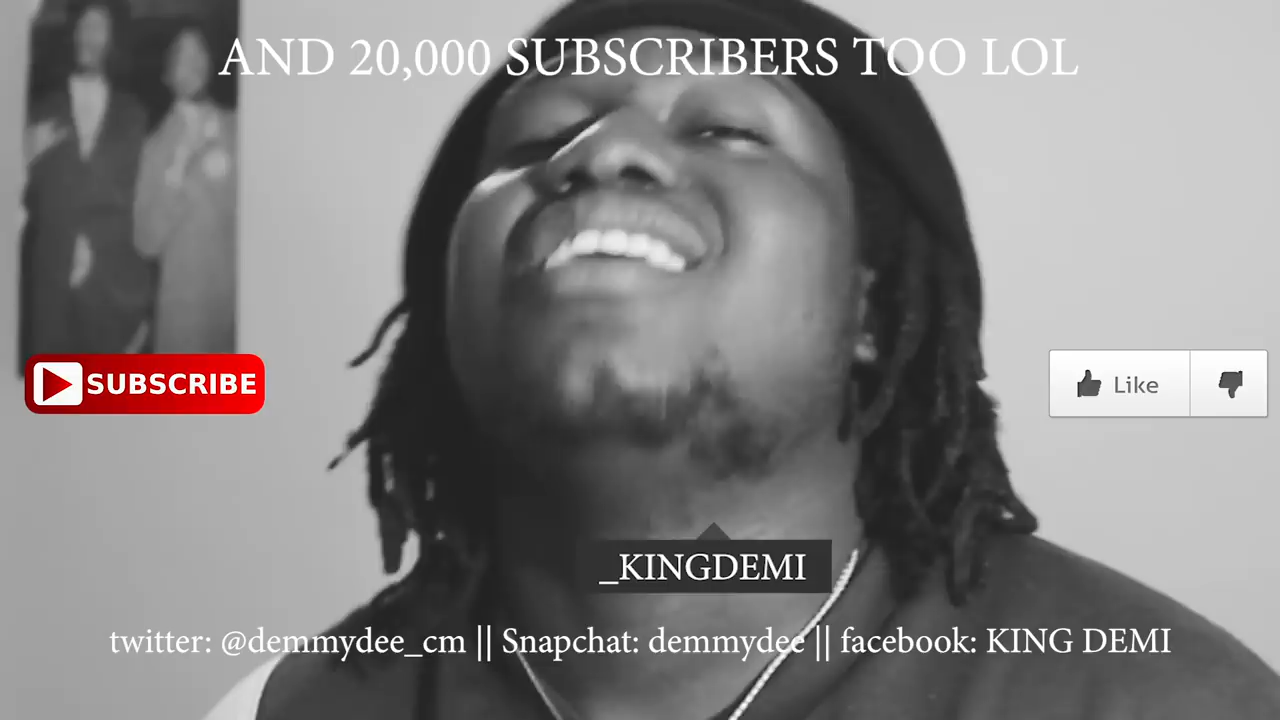 AND 20,000 SUBSCRIBERS TOO LOL
SUBSCRIBE
Like
_KINGDEMI
twitter: @demmydee_cm || Snapchat: demmydee || facebook: KING DEMI